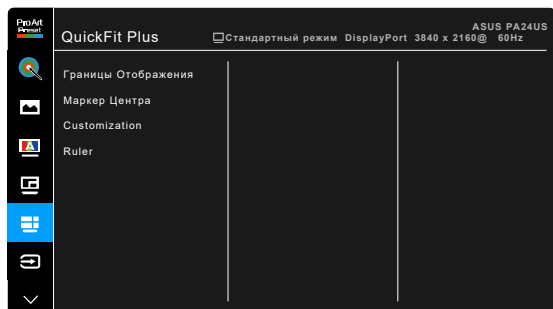 ProArt
Preset
QuickFit Plus
ASUS PA24US
Стандартный режим DisplayPort 3840 x 2160@ 60Hz
A
Границы Отображения
Маркер Центра
Customization
Ruler